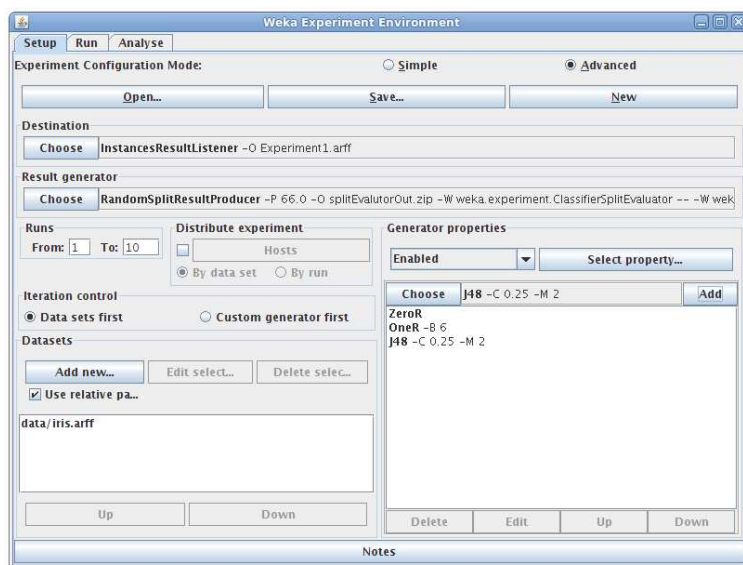 Weka Experiment Environment
Setup Run Analyse
Experiment Configuration Mode: Simple Advanced
Open... Save... New
Destination
Choose InstancesResultListener -O Experiment1.arff
Result generator
Choose RandomSplitResultProducer -P 66.0 -O splitEvalutorOut.zip -W weka.experiment.ClassifierSplitEvaluator -- -W wek
Runs
From: 1 To: 10
Distribute experiment
Hosts
By data set By run
Generator properties
Enabled Select property...
Iteration control
Data sets first Custom generator first
Choose J48 -C 0.25 -M 2 Add
ZeroR
OneR -B 6
J48 -C 0.25 -M 2
Datasets
Add new... Edit select... Delete selec...
Use relative pa...
data/iris.arff
Up Down
Delete Edit Up Down
Notes